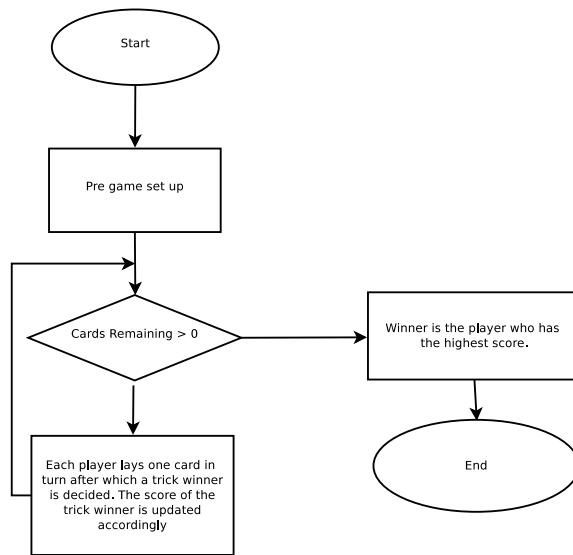 Start
Pre game set up
Cards Remaining > 0
Winner is the player who has
the highest score.
Each player lays one card in
turn after which a trick winner
is decided. The score of the
trick winner is updated
accordingly
End